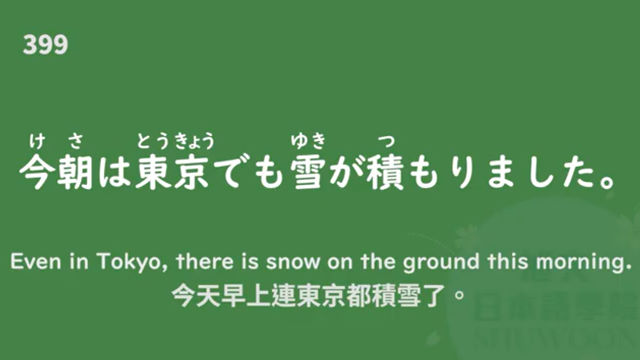 399
けさ とうきょう ゆき つ
今朝は東京でも雪が積もりました。
Even in Tokyo, there is snow on the ground this morning.
今天早上連東京都積雪了。
日本語學院
SHUWOON